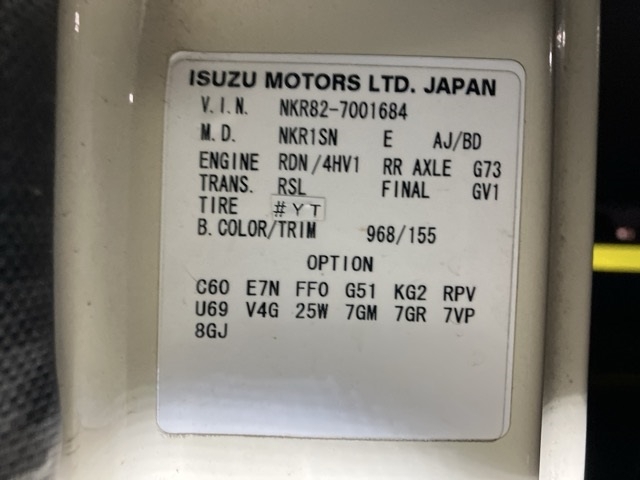 ISUZU MOTORS LTD. JAPAN
V.I.N. NKR82-7001684
M.D. NKR1SN E AJ/BD
ENGINE RDN/4HV1 RR AXLE G73
TRANS. RSL FINAL GV1
TIRE #YT
B.COLOR/TRIM 968/155
OPTION
C60 E7N FF0 G51 KG2 RPV
U69 V4G 25W 7GM 7GR 7VP
8GJ